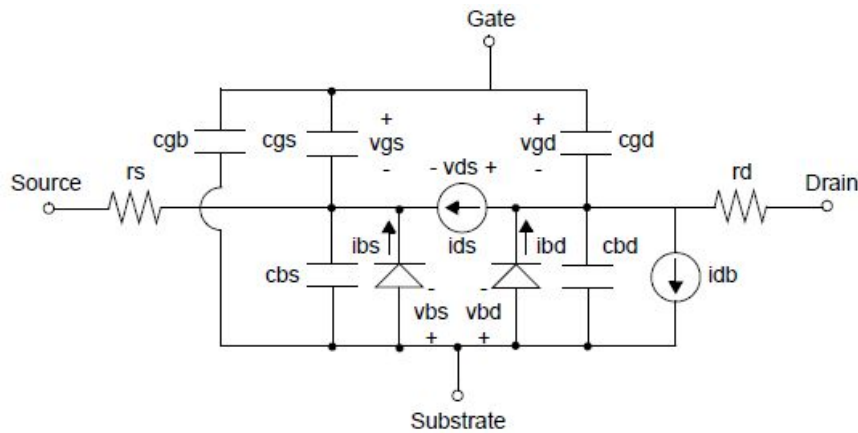 Gate
cgb
cgs
+
vgs
-
+
vgd
-
cgd
Source
rs
- vds +
rd
Drain
cbs
ibs
ids
ibd
cbd
idb
-
vbs
+
-
vbd
+
Substrate